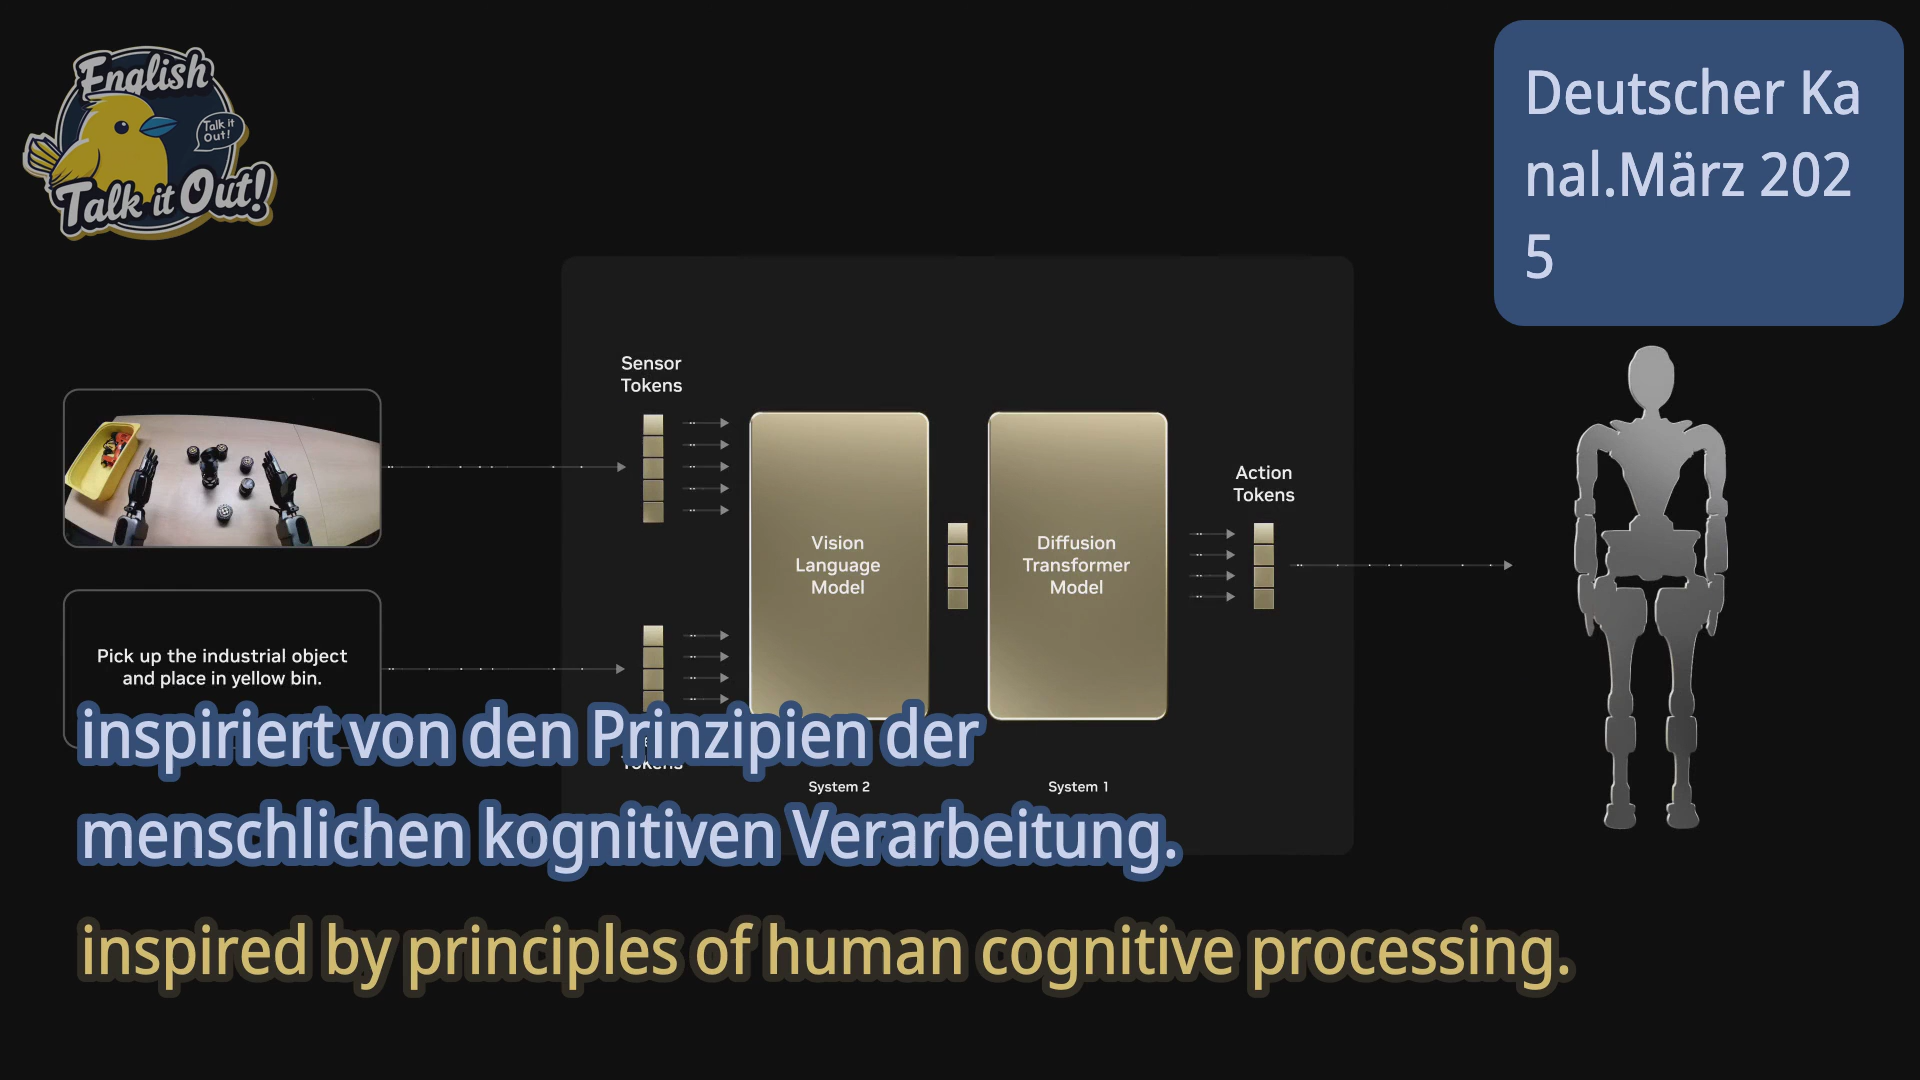 English
Talk it
Out!
Talk it Out!
Deutscher Ka
nal.März 202
5
Sensor
Tokens
Vision
Language
Model
Diffusion
Transformer
Model
Action
Tokens
Pick up the industrial object
and place in yellow bin.
Tokens
System 2
System 1
inspiriert von den Prinzipien der
menschlichen kognitiven Verarbeitung.
inspired by principles of human cognitive processing.